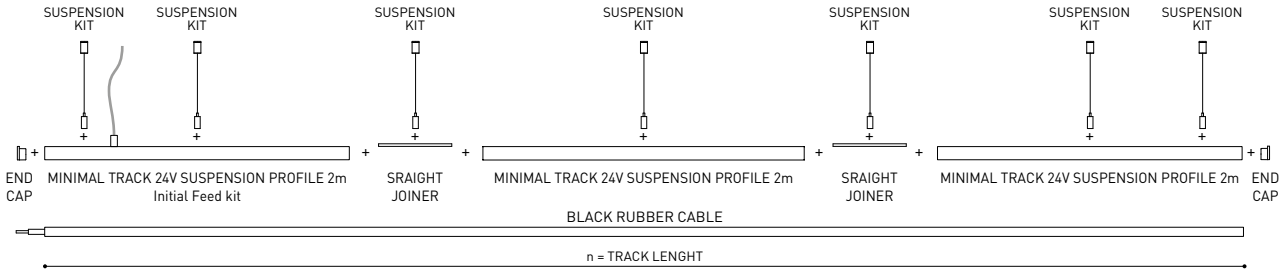 SUSPENSION
KIT
SUSPENSION
KIT
SUSPENSION
KIT
SUSPENSION
KIT
SUSPENSION
KIT
SUSPENSION
KIT
SUSPENSION
KIT
+
+
+
+
+
+
+
+
+
+
+
+
+
END
CAP
MINIMAL TRACK 24V SUSPENSION PROFILE 2m
Initial Feed kit
SRAIGHT
JOINER
MINIMAL TRACK 24V SUSPENSION PROFILE 2m
SRAIGHT
JOINER
MINIMAL TRACK 24V SUSPENSION PROFILE 2m
END
CAP
BLACK RUBBER CABLE
n = TRACK LENGHT